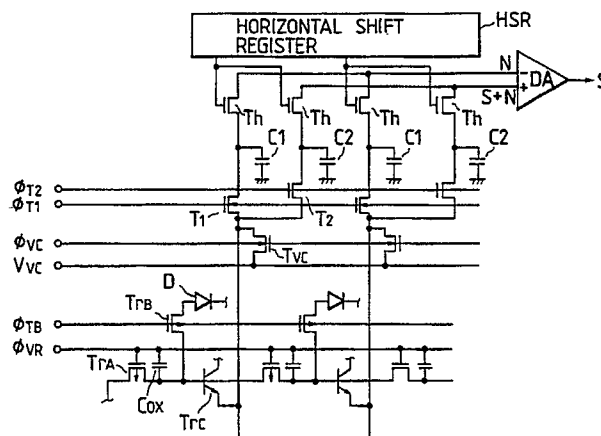 HORIZONTAL SHIFT
REGISTER
HSR
N
S+N
−
+
DA
S
Th Th Th Th
C1 C2 C1 C2
φT2
φT1
T1 T2
φVC
VVC
TVC
D
TrB
φTB
φVR
TrA
COX
TrC